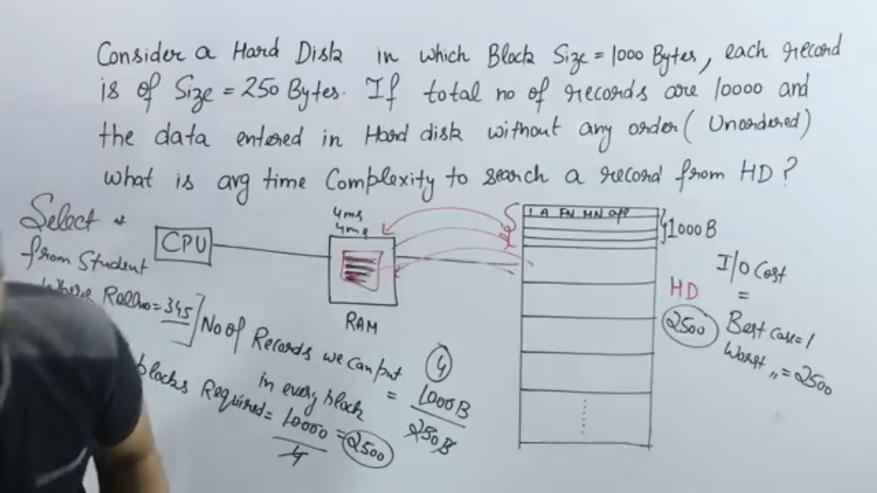 Consider a Hard Disk in which Block Size = 1000 Bytes, each record
is of Size = 250 Bytes. If total no of records are 10000 and
the data entered in Hard disk without any order (Unordered)
what is avg time Complexity to search a record from HD?
Select *
from Student
Where Rollno = 345
CPU
4ms
4ms
RAM
1 A FN MN
1000 B
HD
2500
I/O Cost
=
Best Case = 1
Worst " = 2500
No of Records we can put
in every block = 1000B / 250B
4
blocks Required = 10000 / 4 = 2500